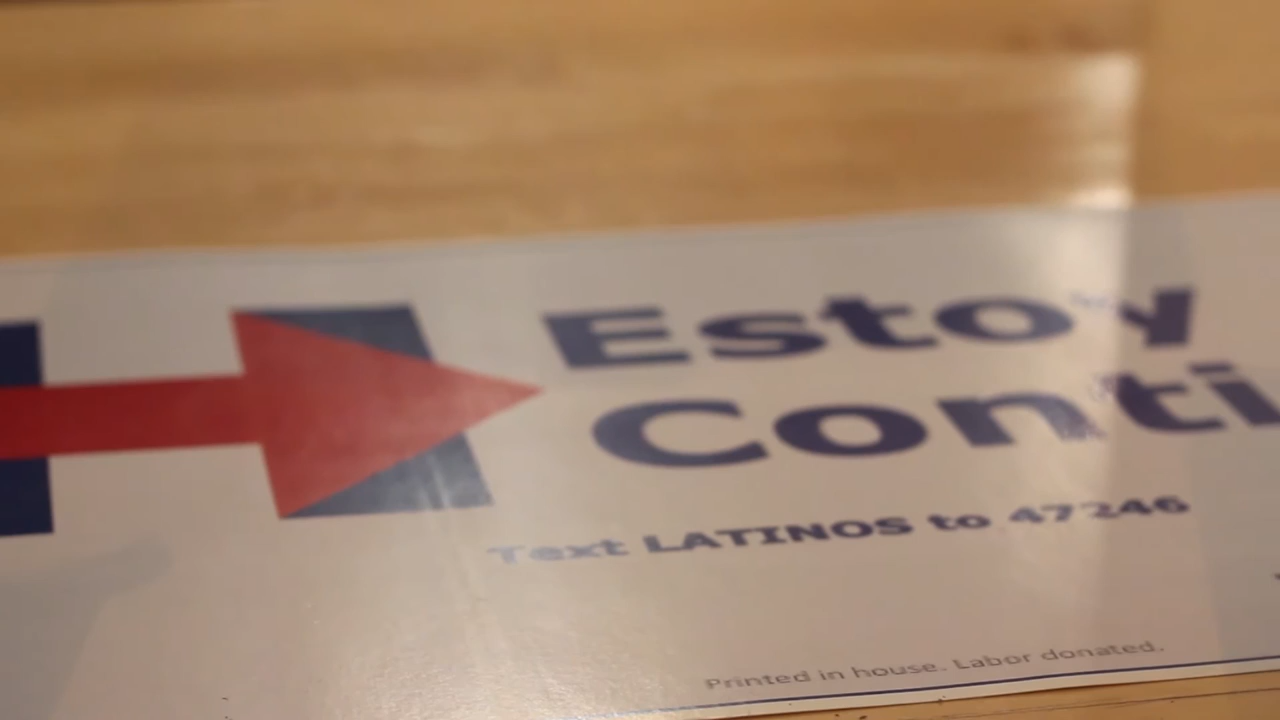 Estoy
Conti
Text LATINOS to 47246
Printed in house. Labor donated.